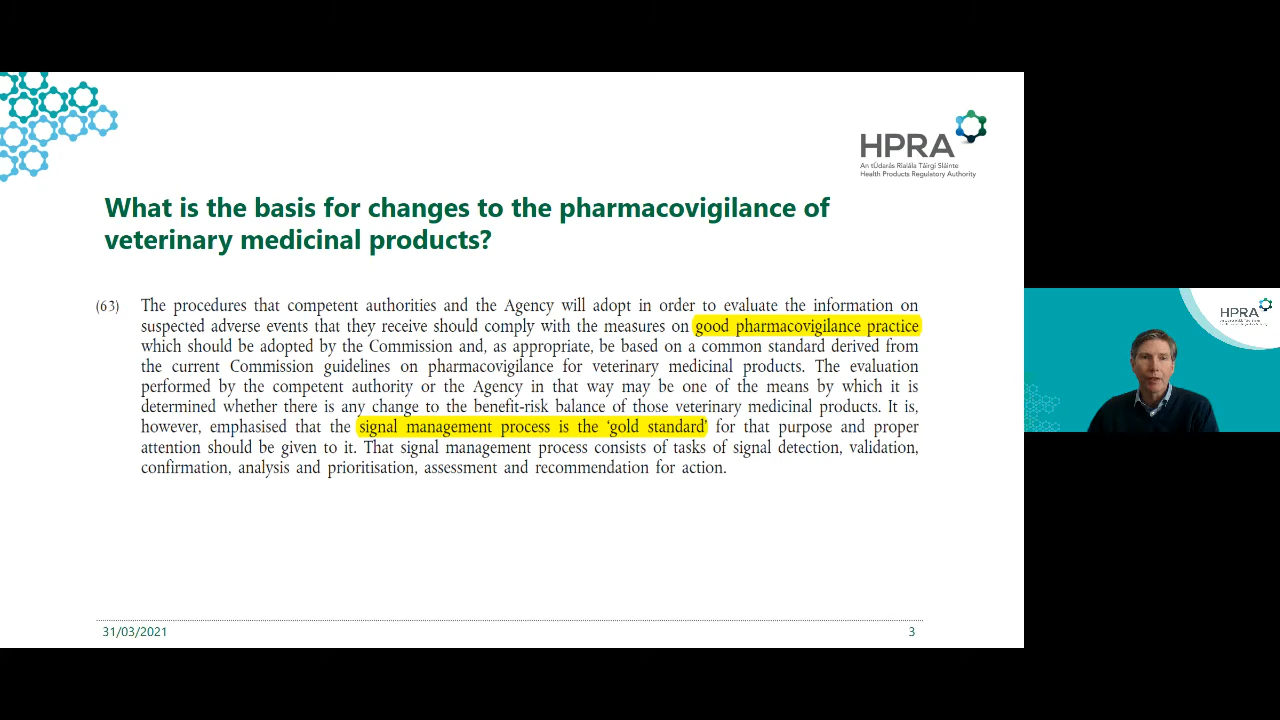 HPRA
An tÚdarás Rialála Táirgí Sláinte
Health Products Regulatory Authority
What is the basis for changes to the pharmacovigilance of
veterinary medicinal products?
(63) The procedures that competent authorities and the Agency will adopt in order to evaluate the information on
suspected adverse events that they receive should comply with the measures on good pharmacovigilance practice
which should be adopted by the Commission and, as appropriate, be based on a common standard derived from
the current Commission guidelines on pharmacovigilance for veterinary medicinal products. The evaluation
performed by the competent authority or the Agency in that way may be one of the means by which it is
determined whether there is any change to the benefit-risk balance of those veterinary medicinal products. It is,
however, emphasised that the signal management process is the ‘gold standard’ for that purpose and proper
attention should be given to it. That signal management process consists of tasks of signal detection, validation,
confirmation, analysis and prioritisation, assessment and recommendation for action.
31/03/2021
3
HPRA